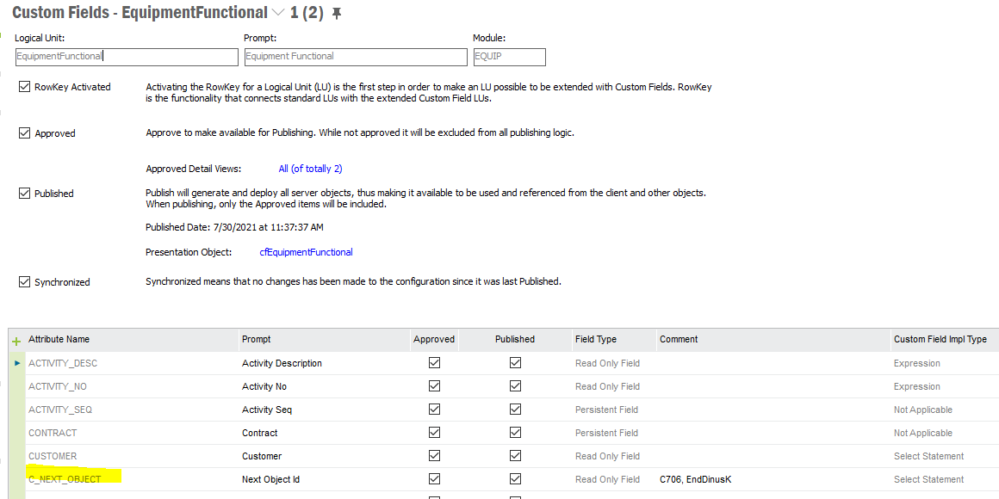 Custom Fields - EquipmentFunctional 1 (2)
Logical Unit: Prompt: Module:
EquipmentFunctional Equipment Functional EQUIP
RowKey Activated Activating the RowKey for a Logical Unit (LU) is the first step in order to make an LU possible to be extended with Custom Fields. RowKey
is the functionality that connects standard LUs with the extended Custom Field LUs.
Approved Approve to make available for Publishing. While not approved it will be excluded from all publishing logic.
Approved Detail Views: All (of totally 2)
Published Publish will generate and deploy all server objects, thus making it available to be used and referenced from the client and other objects.
When publishing, only the Approved items will be included.
Published Date: 7/30/2021 at 11:37:37 AM
Presentation Object: cfEquipmentFunctional
Synchronized Synchronized means that no changes has been made to the configuration since it was last Published.
Attribute Name Prompt Approved Published Field Type Comment Custom Field Impl Type
ACTIVITY_DESC Activity Description Read Only Field Expression
ACTIVITY_NO Activity No Read Only Field Expression
ACTIVITY_SEQ Activity Seq Persistent Field Not Applicable
CONTRACT Contract Persistent Field Not Applicable
CUSTOMER Customer Read Only Field Select Statement
C_NEXT_OBJECT Next Object Id Read Only Field C706, EndDinusK Select Statement